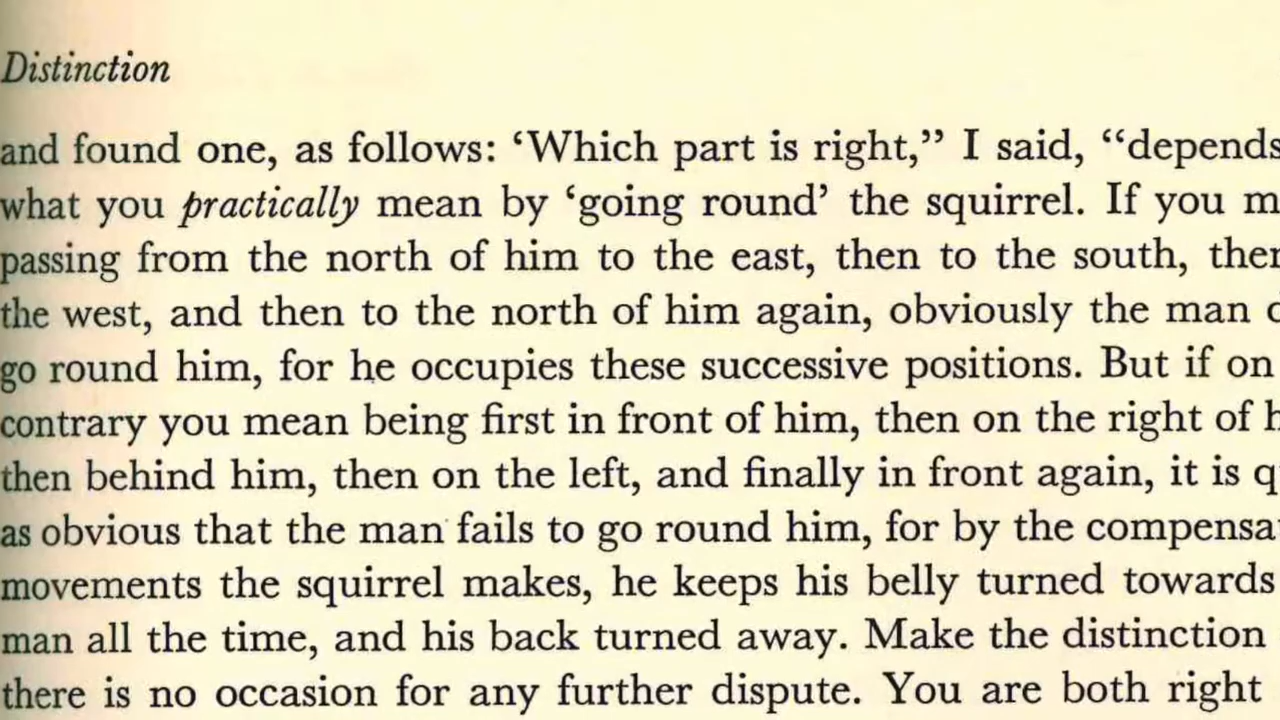 Distinction
and found one, as follows: ‘Which part is right,” I said, “depends
what you practically mean by ‘going round’ the squirrel. If you m
passing from the north of him to the east, then to the south, then
the west, and then to the north of him again, obviously the man
go round him, for he occupies these successive positions. But if on
contrary you mean being first in front of him, then on the right of
then behind him, then on the left, and finally in front again, it is q
as obvious that the man fails to go round him, for by the compensa
movements the squirrel makes, he keeps his belly turned towards
man all the time, and his back turned away. Make the distinction
there is no occasion for any further dispute. You are both right